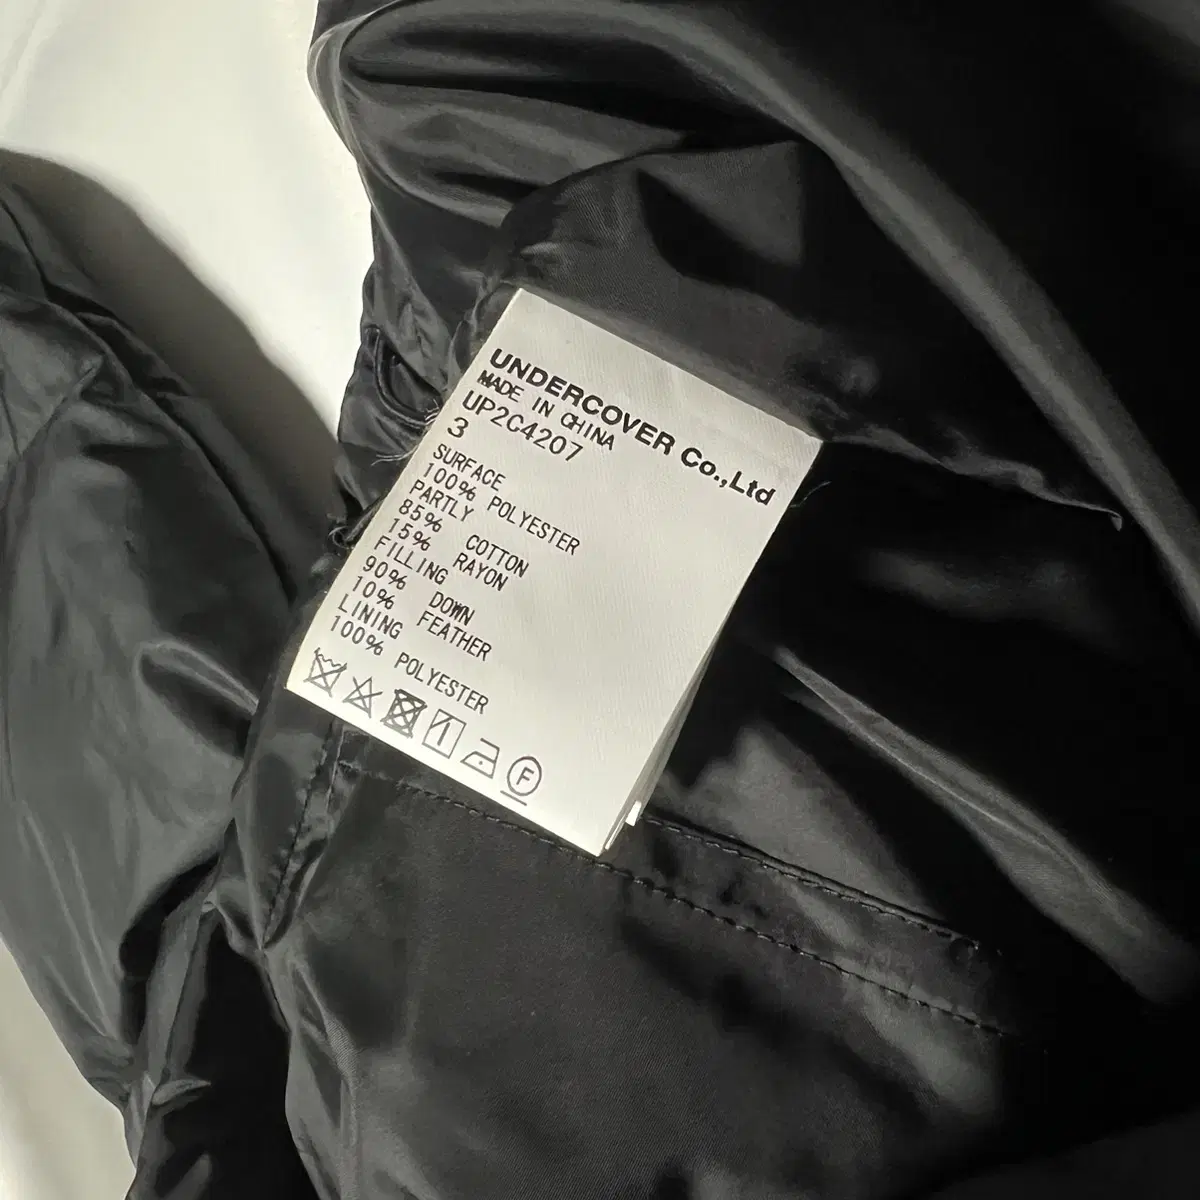 UNDERCOVER Co.,Ltd
MADE IN CHINA
UP2C4207
3
SURFACE
100% POLYESTER
PARTLY
85% COTTON
15% RAYON
FILLING
90% DOWN
10% FEATHER
LINING
100% POLYESTER
F